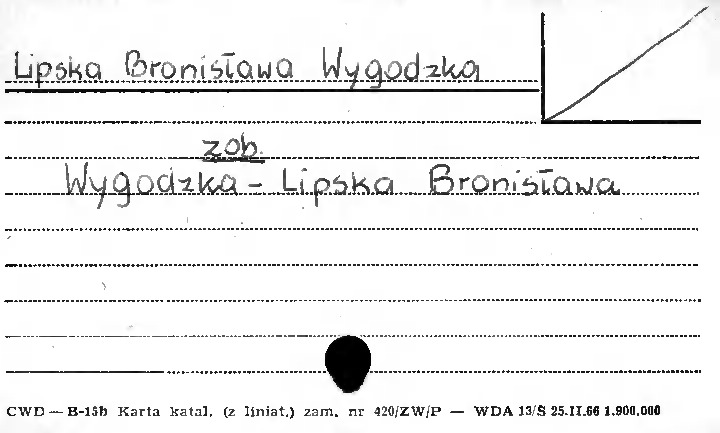 Lipska Bronisława Wygodzka
zob.
Wygodzka - Lipska Bronisława
CWD — B-15b Karta katal. (z liniat.) zam. nr 420/ZW/P — WDA 13/S 25.II.66 1.900.000